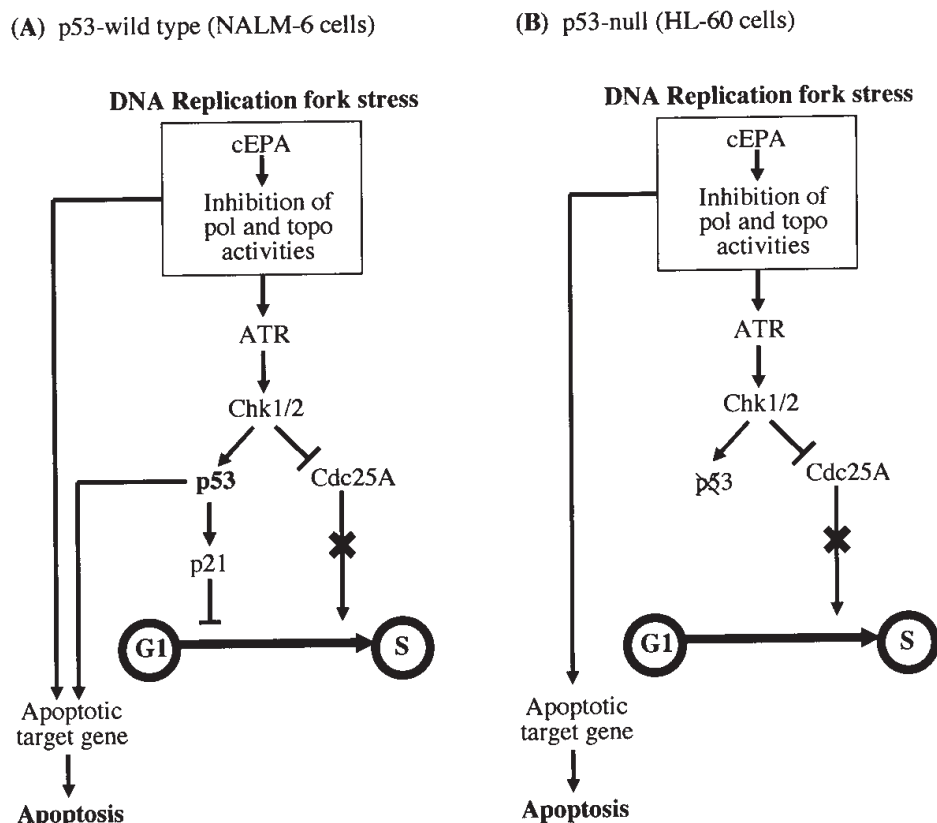 (A) p53-wild type (NALM-6 cells)
DNA Replication fork stress
cEPA
Inhibition of
pol and topo
activities
ATR
Chk1/2
p53
Cdc25A
p21
G1
S
Apoptotic
target gene
Apoptosis
(B) p53-null (HL-60 cells)
DNA Replication fork stress
cEPA
Inhibition of
pol and topo
activities
ATR
Chk1/2
p53
Cdc25A
G1
S
Apoptotic
target gene
Apoptosis